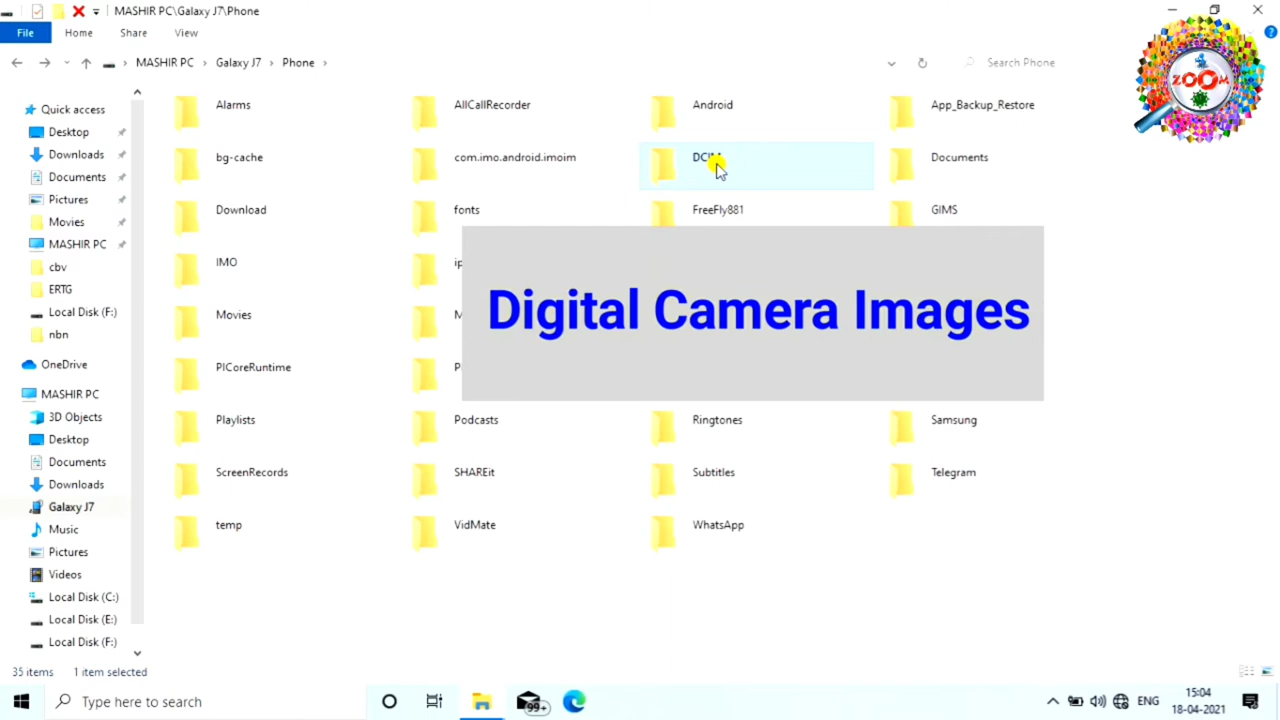 MASHIR PC\Galaxy J7\Phone
File Home Share View
MASHIR PC Galaxy J7 Phone
Search Phone
ZOOM
Quick access
Desktop
Downloads
Documents
Pictures
Movies
MASHIR PC
cbv
ERTG
Local Disk (F:)
nbn
OneDrive
MASHIR PC
3D Objects
Desktop
Documents
Downloads
Galaxy J7
Music
Pictures
Videos
Local Disk (C:)
Local Disk (E:)
Local Disk (F:)
Alarms AllCallRecorder Android App_Backup_Restore
bg-cache com.imo.android.imoim DCIM Documents
Download fonts FreeFly881 GIMS
IMO
Movies
Digital Camera Images
PICoreRuntime
Playlists Podcasts Ringtones Samsung
ScreenRecords SHAREit Subtitles Telegram
temp VidMate WhatsApp
35 items 1 item selected
Type here to search
99+
ENG
15:04
18-04-2021